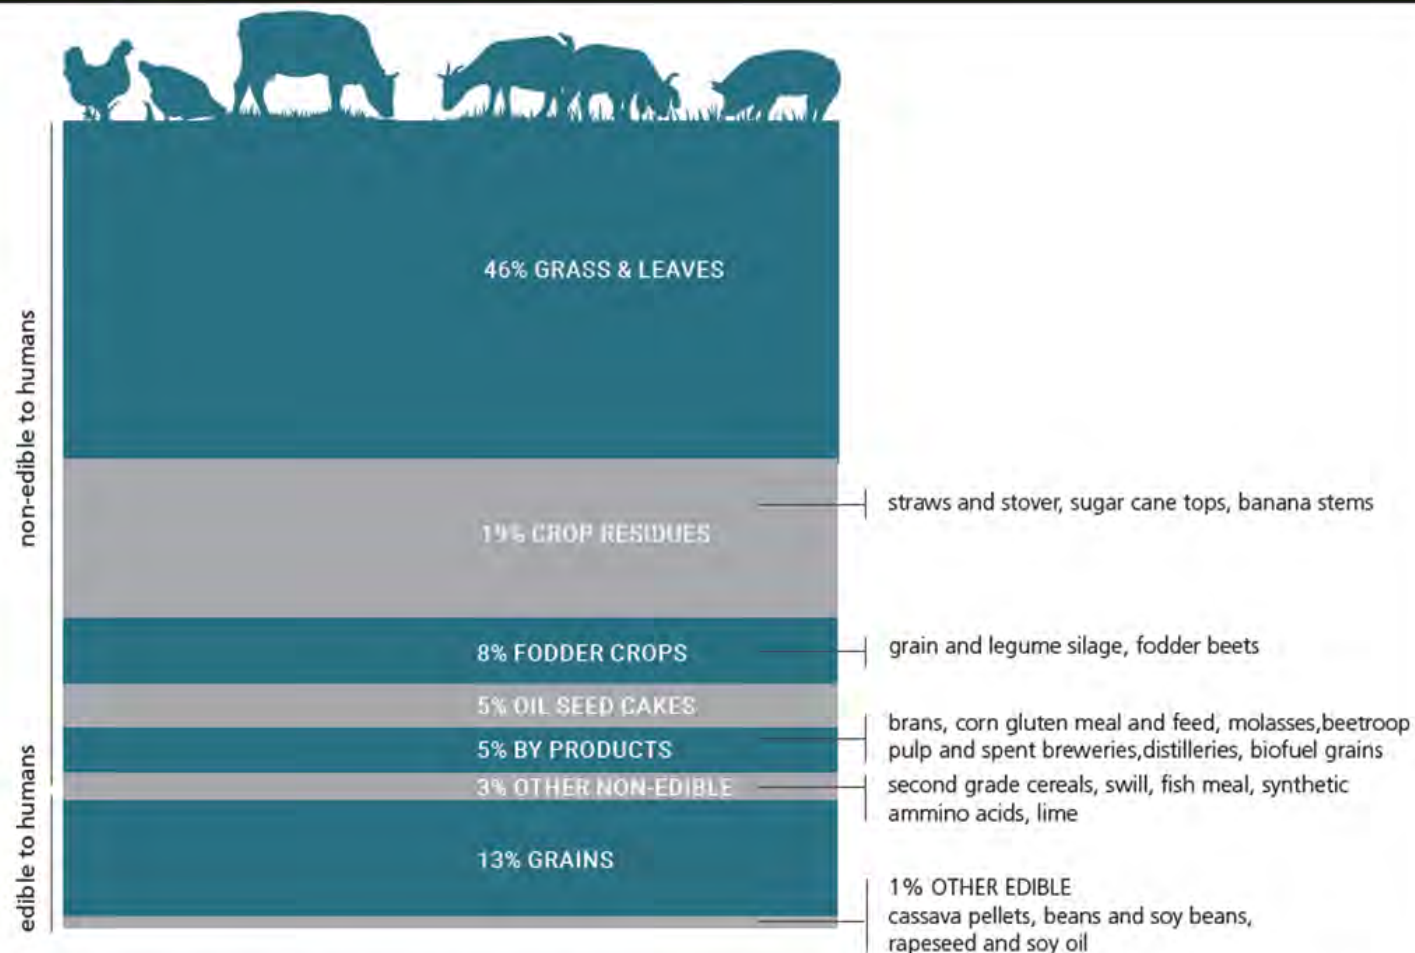 non-edible to humans
46% GRASS & LEAVES
19% CROP RESIDUES
straws and stover, sugar cane tops, banana stems
8% FODDER CROPS
grain and legume silage, fodder beets
5% OIL SEED CAKES
5% BY PRODUCTS
brans, corn gluten meal and feed, molasses,beetroop
pulp and spent breweries,distilleries, biofuel grains
3% OTHER NON-EDIBLE
second grade cereals, swill, fish meal, synthetic
ammino acids, lime
edible to humans
13% GRAINS
1% OTHER EDIBLE
cassava pellets, beans and soy beans,
rapeseed and soy oil